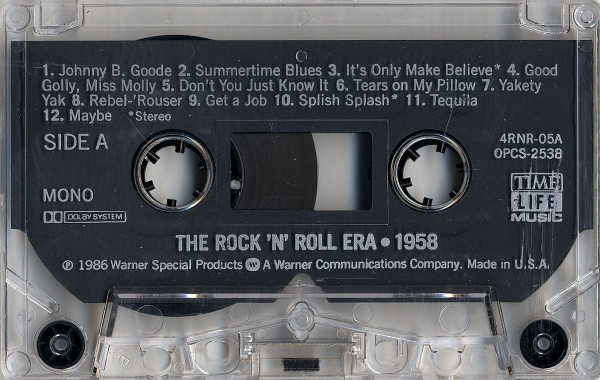 1. Johnny B. Goode 2. Summertime Blues 3. It's Only Make Believe* 4. Good
Golly, Miss Molly 5. Don't You Just Know It 6. Tears on My Pillow 7. Yakety
Yak 8. Rebel-'Rouser 9. Get a Job 10. Splish Splash* 11. Tequila
12. Maybe *Stereo
SIDE A
4RNR-05A
OPCS-2538
MONO
DOLBY SYSTEM
TIME
LIFE
MUSIC
THE ROCK 'N' ROLL ERA • 1958
℗ 1986 Warner Special Products A Warner Communications Company. Made in U.S.A.